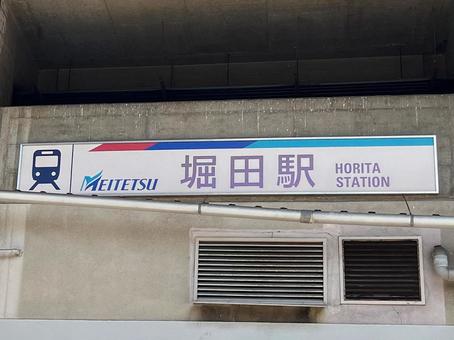 MEITETSU 堀田駅 HORITA
STATION